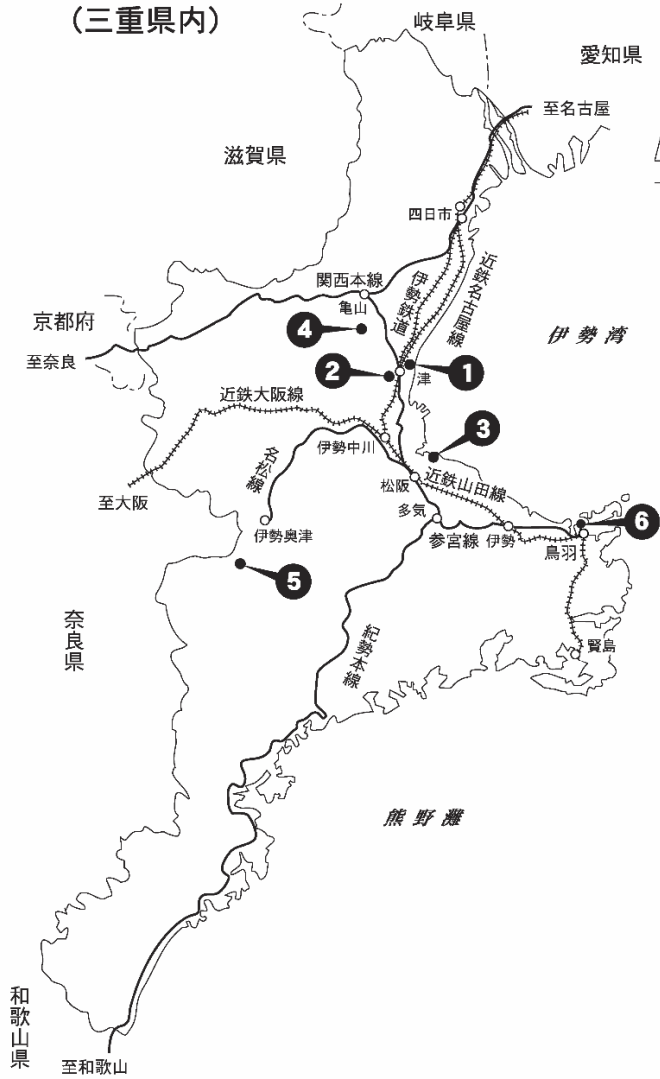 (三重県内)
岐阜県
愛知県
至名古屋
滋賀県
四日市
近鉄名古屋線
伊勢鉄道
関西本線
亀山
京都府
4
伊勢湾
至奈良
2
津
1
近鉄大阪線
3
伊勢中川
名松線
近鉄山田線
松阪
至大阪
多気
6
伊勢奥津
参宮線
伊勢
鳥羽
5
奈良県
賢島
紀勢本線
熊野灘
和歌山県
至和歌山